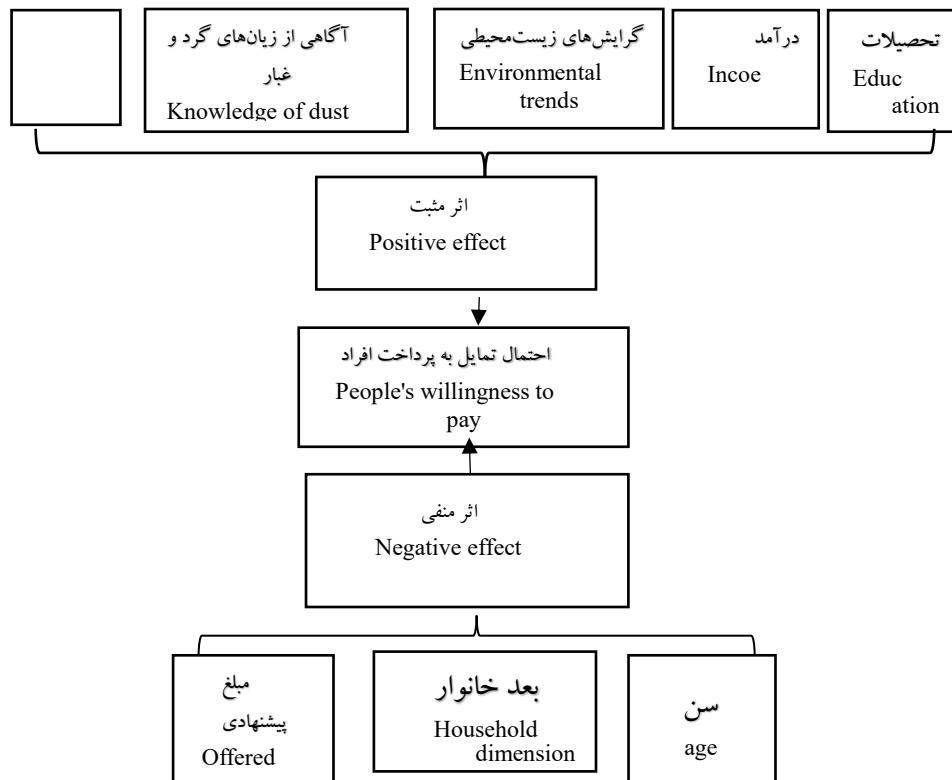 آگاهی از زیان‌های گرد و
غبار
Knowledge of dust
گرایش‌های زیست‌محیطی
Environmental
trends
درآمد
Incoe
تحصیلات
Educ
ation
اثر مثبت
Positive effect
احتمال تمایل به پرداخت افراد
People's willingness to
pay
اثر منفی
Negative effect
مبلغ
پیشنهادی
Offered
بعد خانوار
Household
dimension
سن
age